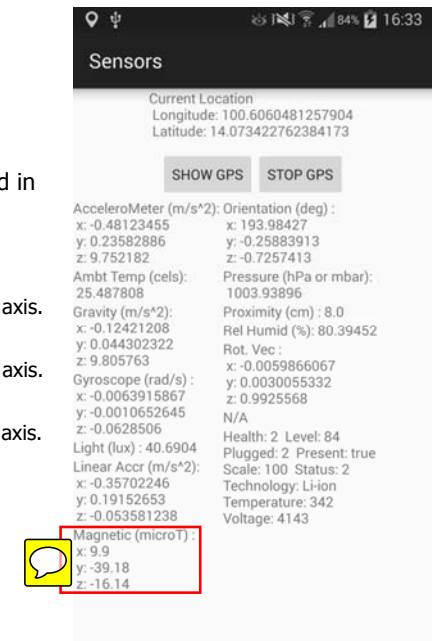 84% 16:33
Sensors
Current Location
Longitude: 100.6060481257904
Latitude: 14.073422762384173
d in
SHOW GPS STOP GPS
AcceleroMeter (m/s^2):
x: -0.48123455
y: 0.23582886
z: 9.752182
Ambt Temp (cels):
25.487808
Gravity (m/s^2):
x: -0.12421208
y: 0.044302322
z: 9.805763
Gyroscope (rad/s) :
x: -0.0063915867
y: -0.0010652645
z: -0.0628506
Light (lux) : 40.6904
Linear Accr (m/s^2):
x: -0.35702246
y: 0.19152653
z: -0.053581238
Magnetic (microT) :
x: 9.9
y: -39.18
z: -16.14
Orientation (deg) :
x: 193.98427
y: -0.25883913
z: -0.7257413
Pressure (hPa or mbar):
1003.93896
Proximity (cm) : 8.0
Rel Humid (%): 80.39452
Rot. Vec :
x: -0.0059866067
y: 0.0030055332
z: 0.9925568
N/A
Health: 2 Level: 84
Plugged: 2 Present: true
Scale: 100 Status: 2
Technology: Li-ion
Temperature: 342
Voltage: 4143
axis.
axis.
axis.